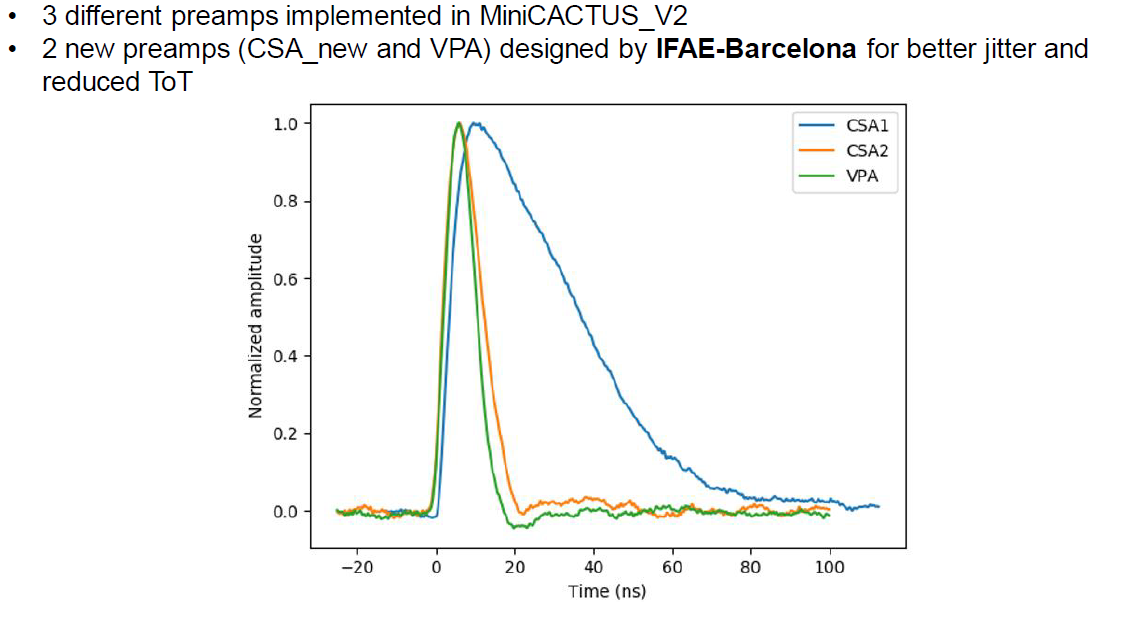 • 3 different preamps implemented in MiniCACTUS_V2
• 2 new preamps (CSA_new and VPA) designed by IFAE-Barcelona for better jitter and
reduced ToT
CSA1
CSA2
VPA
1.0
0.8
0.6
0.4
0.2
0.0
Normalized amplitude
−20 0 20 40 60 80 100
Time (ns)